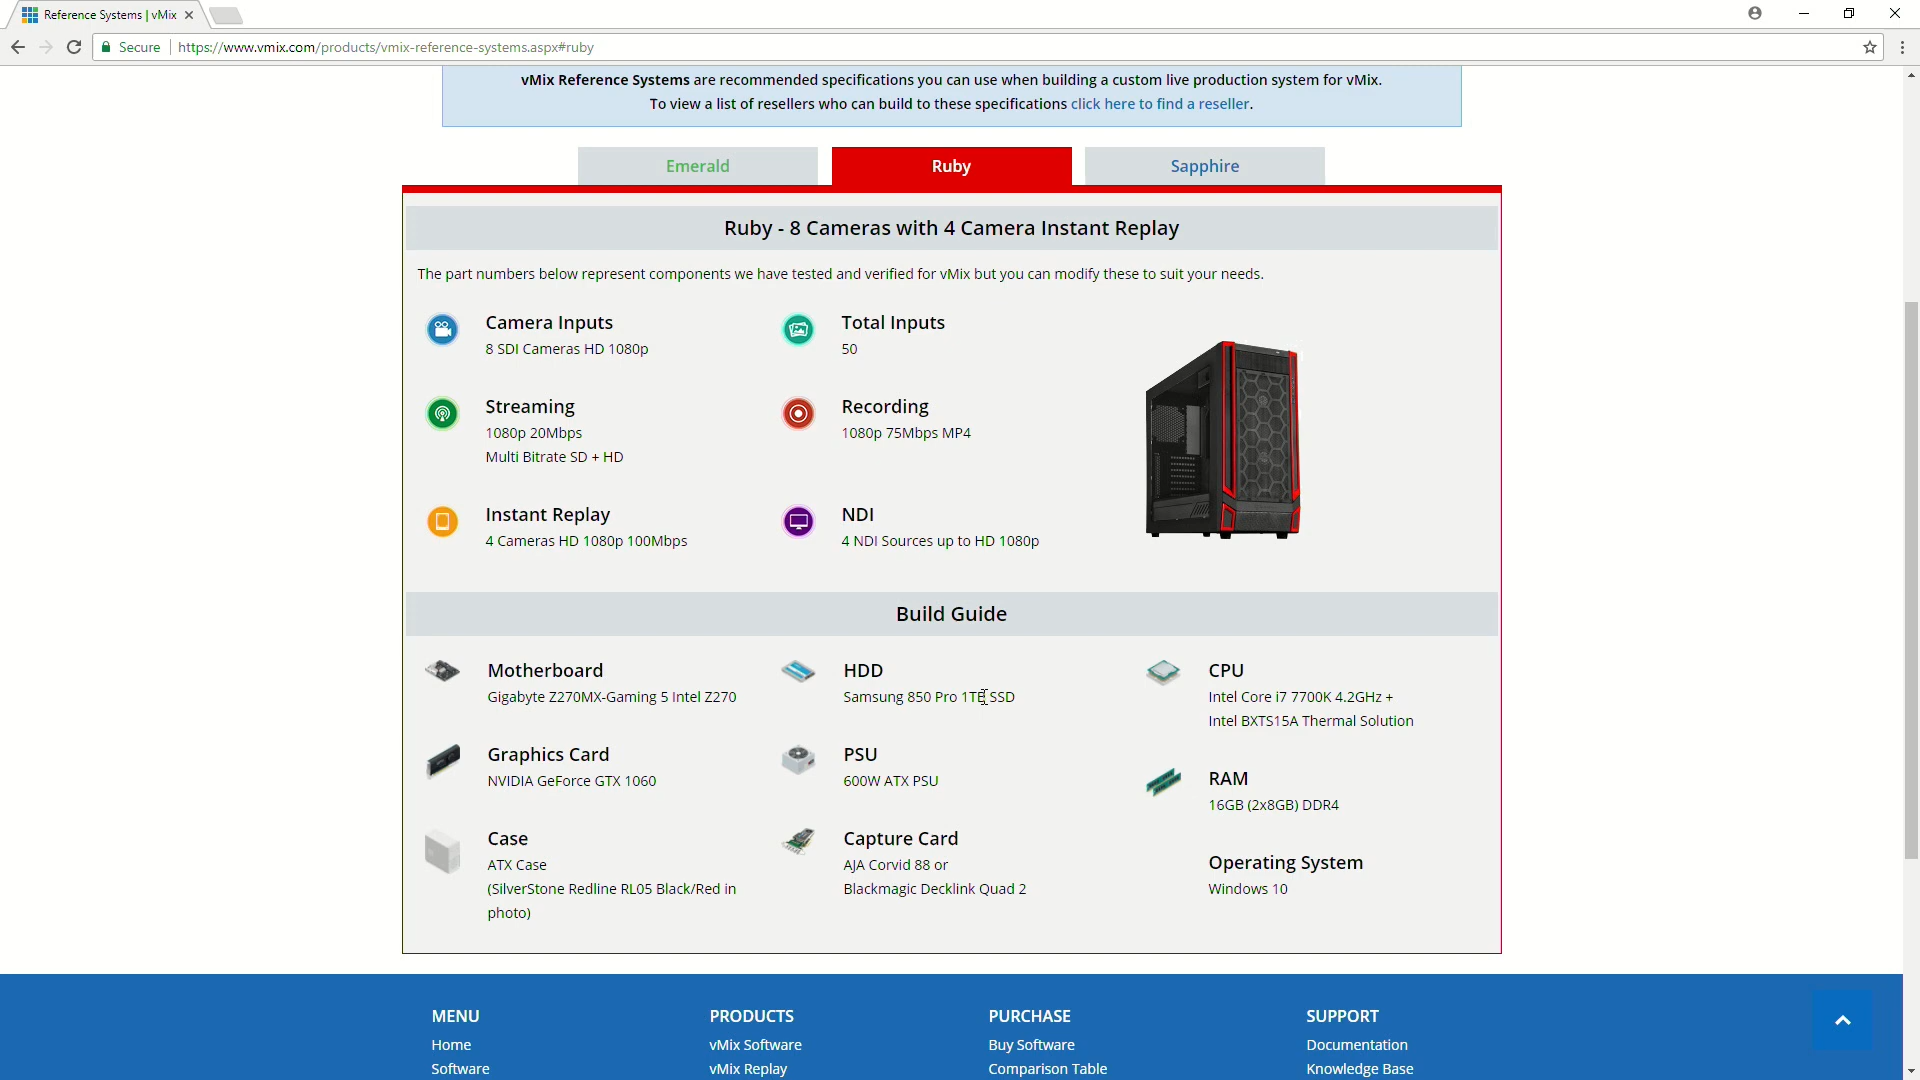 Reference Systems | vMix
Secure
https://www.vmix.com/products/vmix-reference-systems.aspx#ruby
vMix Reference Systems are recommended specifications you can use when building a custom live production system for vMix.
To view a list of resellers who can build to these specifications click here to find a reseller.
Emerald
Ruby
Sapphire
Ruby - 8 Cameras with 4 Camera Instant Replay
The part numbers below represent components we have tested and verified for vMix but you can modify these to suit your needs.
Camera Inputs
8 SDI Cameras HD 1080p
Total Inputs
50
Streaming
1080p 20Mbps
Multi Bitrate SD + HD
Recording
1080p 75Mbps MP4
Instant Replay
4 Cameras HD 1080p 100Mbps
NDI
4 NDI Sources up to HD 1080p
Build Guide
Motherboard
Gigabyte Z270MX-Gaming 5 Intel Z270
HDD
Samsung 850 Pro 1TB SSD
CPU
Intel Core i7 7700K 4.2GHz +
Intel BXTS15A Thermal Solution
Graphics Card
NVIDIA GeForce GTX 1060
PSU
600W ATX PSU
RAM
16GB (2x8GB) DDR4
Case
ATX Case
(SilverStone Redline RL05 Black/Red in
photo)
Capture Card
AJA Corvid 88 or
Blackmagic Decklink Quad 2
Operating System
Windows 10
MENU
Home
Software
PRODUCTS
vMix Software
vMix Replay
PURCHASE
Buy Software
Comparison Table
SUPPORT
Documentation
Knowledge Base